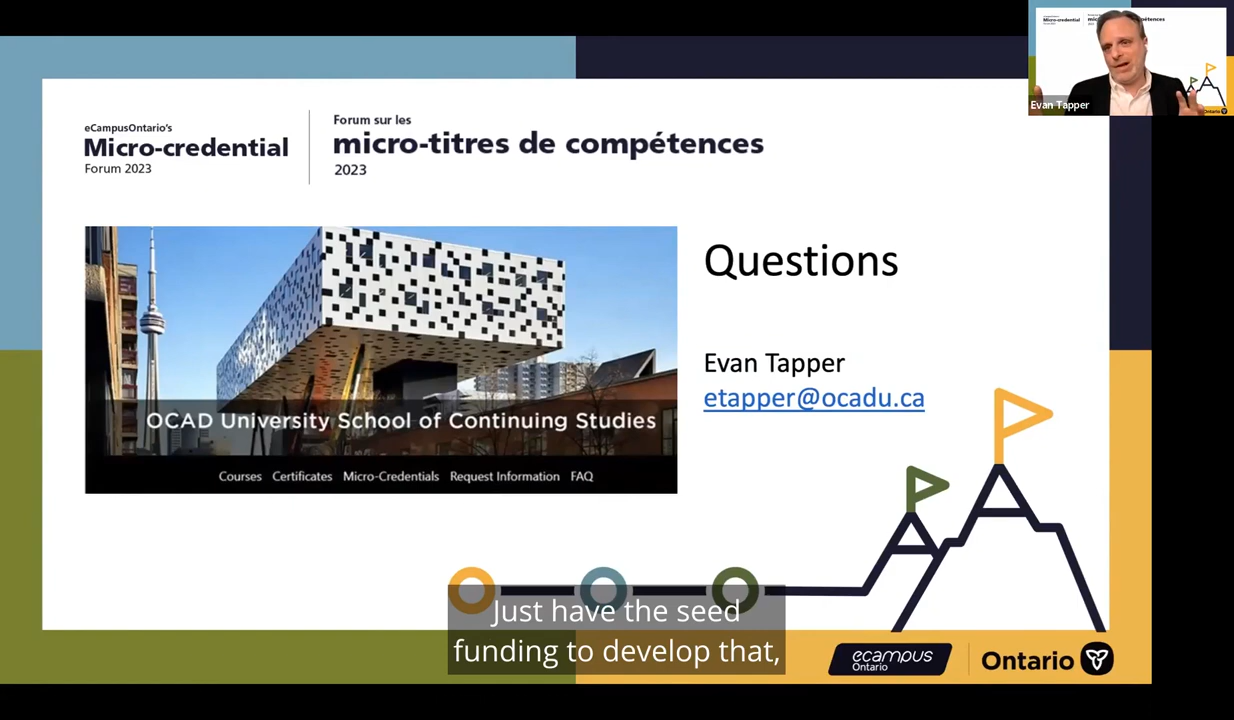 eCampusOntario's
Micro-credential
Forum 2023
Forum sur les
micro-titres de compétences
2023
Evan Tapper
Questions
Evan Tapper
etapper@ocadu.ca
OCAD University School of Continuing Studies
Courses Certificates Micro-Credentials Request Information FAQ
Just have the seed
funding to develop that,
ecampus
Ontario
Ontario